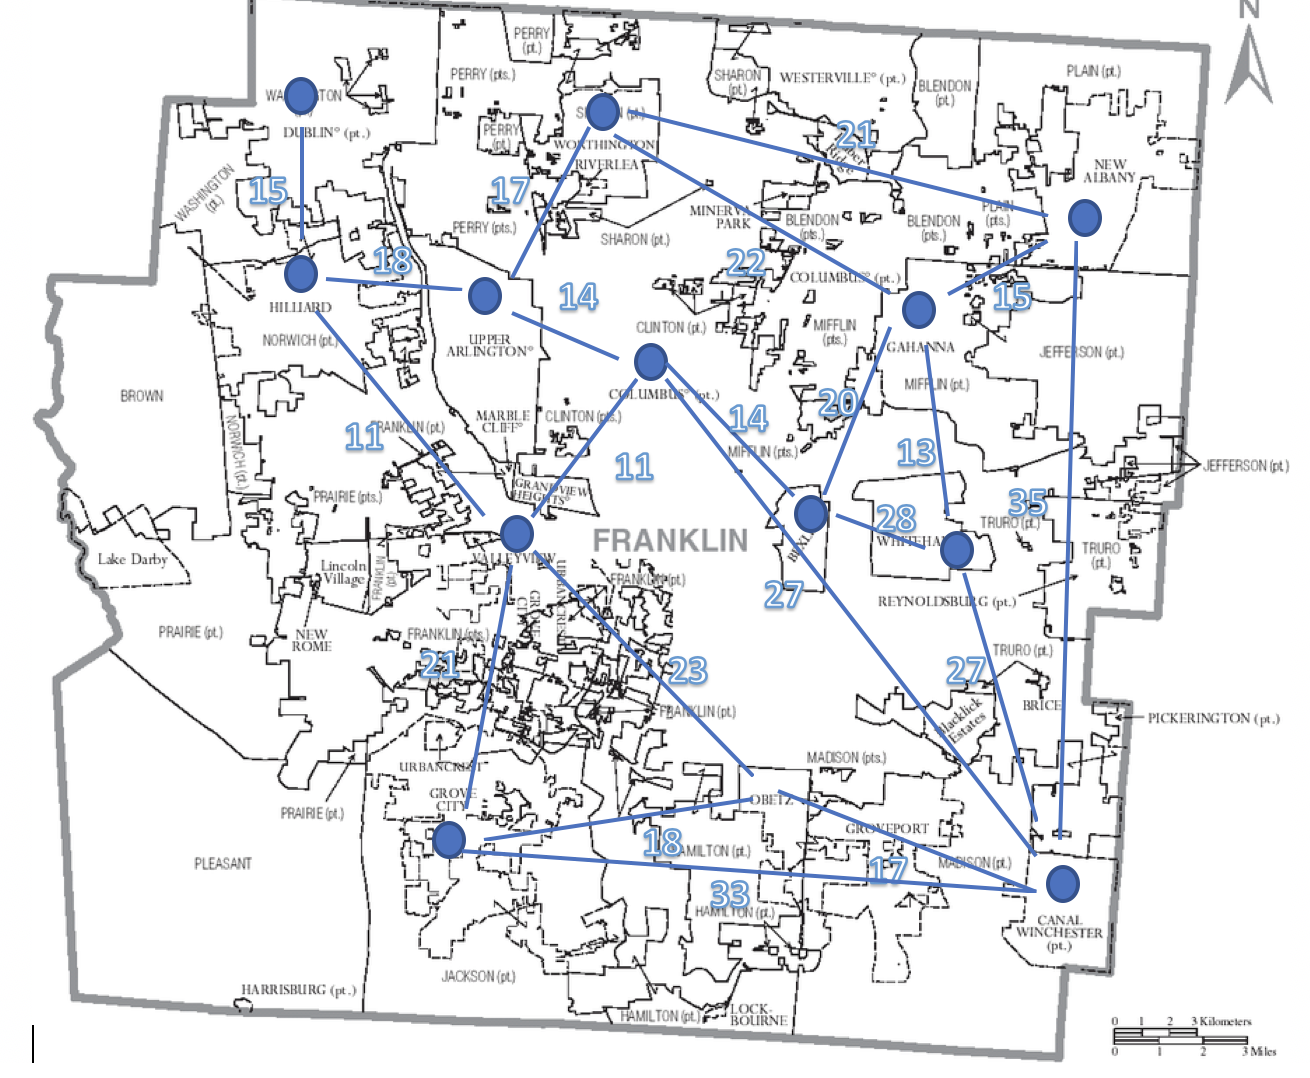 N
PERRY
(pt.)
PERRY (pts.)
SHARON
(pt.)
WESTERVILLE° (pt.)
BLENDON
(pt.)
PLAIN (pt.)
DUBLIN° (pt.)
PERRY
(pt.)
WORTHINGTON
RIVERLEA
21
NEW
ALBANY
WASHINGTON
(pt.)
15
17
PERRY (pts.)
SHARON (pt.)
MINERVA
PARK
BLENDON
(pts.)
BLENDON
(pts.)
PLAIN
(pts.)
18
22
COLUMBUS° (pt.)
14
15
HILLIARD
NORWICH (pt.)
UPPER
ARLINGTON°
CLINTON (pt.)
MIFFLIN
(pts.)
GAHANNA
JEFFERSON (pt.)
MIFFLIN (pt.)
BROWN
COLUMBUS° (pt.)
20
MARBLE
CLIFF°
CLINTON (pts.)
14
11
FRANKLIN (pt.)
NORWICH (pt.)
MIFFLIN (pts.)
13
11
JEFFERSON (pt.)
PRAIRIE (pts.)
GRANDVIEW
HEIGHTS°
35
28
TRURO (pt.)
FRANKLIN
WHITEHALL
TRURO
(pt.)
Lake Darby
Lincoln
Village
FRANKLIN
(pt.)
VALLEYVIEW
FRANKLIN (pt.)
27
REYNOLDSBURG (pt.)
PRAIRIE (pt.)
NEW
ROME
FRANKLIN (pts.)
GROVE
CITY
URBANCREST
21
23
27
TRURO (pt.)
FRANKLIN (pt.)
Blacklick
Estates
BRICE
PICKERINGTON (pt.)
URBANCREST
MADISON (pts.)
PRAIRIE (pt.)
GROVE
CITY
OBETZ
GROVEPORT
PLEASANT
18
HAMILTON (pt.)
17
MADISON (pt.)
33
HAMILTON (pt.)
CANAL
WINCHESTER
(pt.)
JACKSON (pt.)
HARRISBURG (pt.)
HAMILTON (pt.)
LOCK-
BOURNE
0 1 2 3 Kilometers
0 1 2 3 Miles